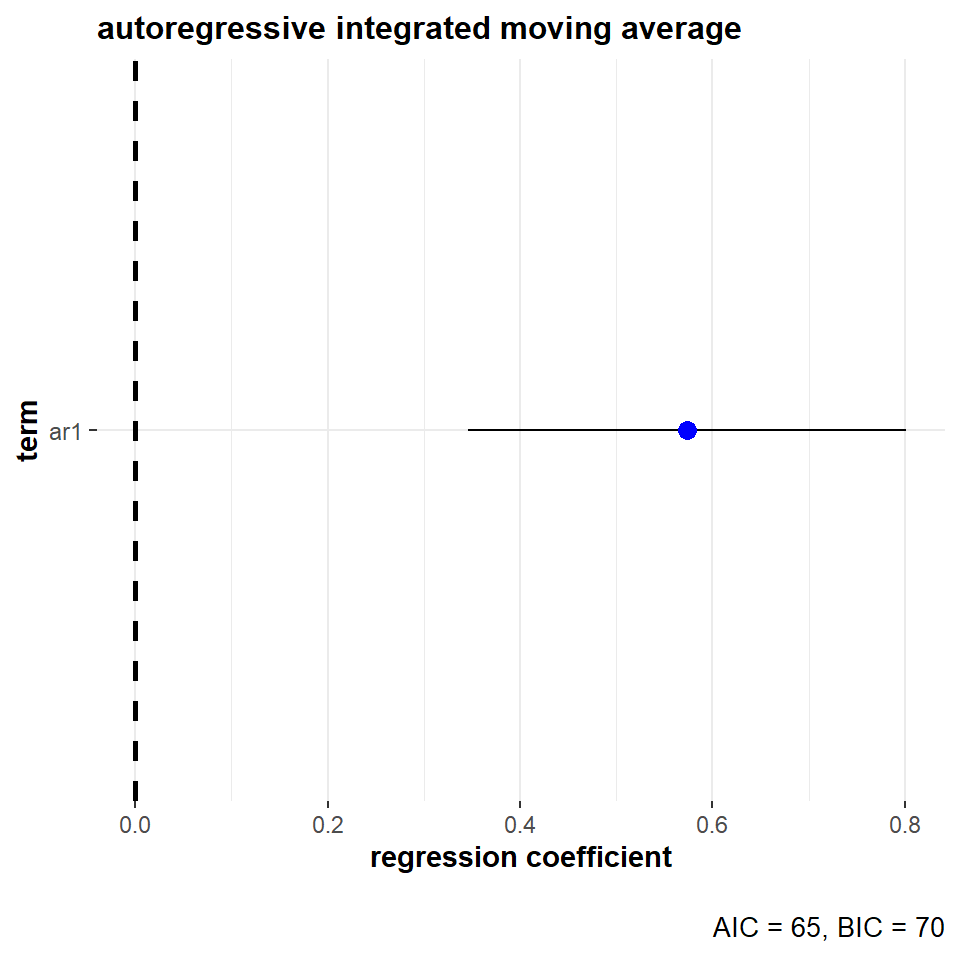 autoregressive integrated moving average
term
ar1
0.0 0.2 0.4 0.6 0.8
regression coefficient
AIC = 65, BIC = 70